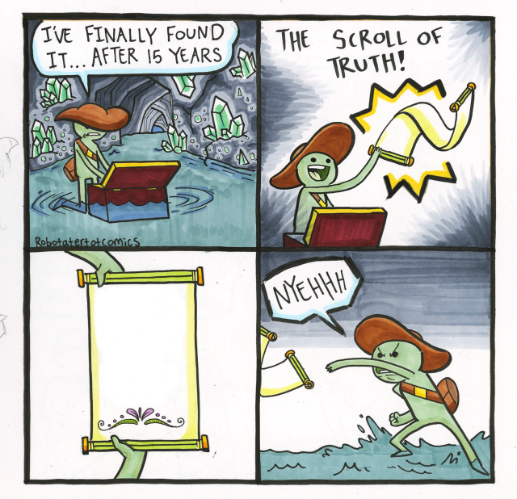 I'VE FINALLY FOUND
IT... AFTER 15 YEARS
Robotatertotcomics
THE SCROLL OF
TRUTH!
NYEHHH